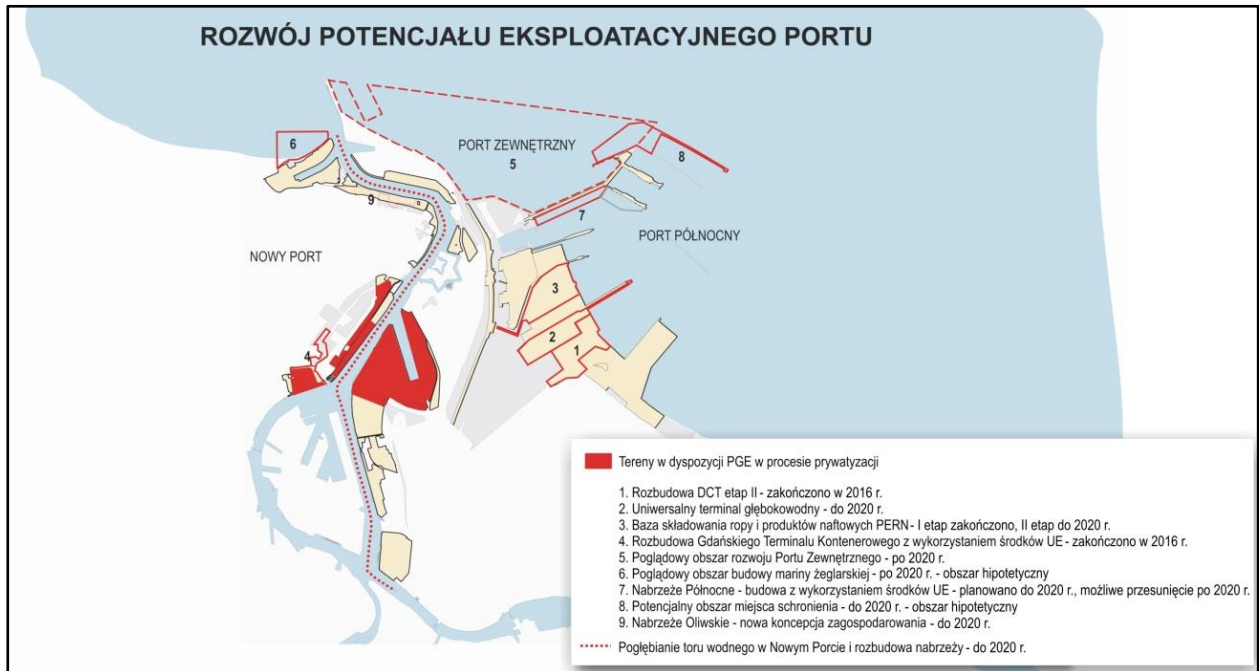 ROZWÓJ POTENCJAŁU EKSPLOATACYJNEGO PORTU
6
PORT ZEWNĘTRZNY
5
8
9
7
NOWY PORT
PORT PÓŁNOCNY
3
2
1
4
Tereny w dyspozycji PGE w procesie prywatyzacji
1. Rozbudowa DCT etap II - zakończono w 2016 r.
2. Uniwersalny terminal głębokowodny - do 2020 r.
3. Baza składowania ropy i produktów naftowych PERN - I etap zakończono, II etap do 2020 r.
4. Rozbudowa Gdańskiego Terminalu Kontenerowego z wykorzystaniem środków UE - zakończono w 2016 r.
5. Poglądowy obszar rozwoju Portu Zewnętrznego - po 2020 r.
6. Poglądowy obszar budowy mariny żeglarskiej - po 2020 r. - obszar hipotetyczny
7. Nabrzeże Północne - budowa z wykorzystaniem środków UE - planowano do 2020 r., możliwe przesunięcie po 2020 r.
8. Potencjalny obszar miejsca schronienia - do 2020 r. - obszar hipotetyczny
9. Nabrzeże Oliwskie - nowa koncepcja zagospodarowania - do 2020 r.
Pogłębianie toru wodnego w Nowym Porcie i rozbudowa nabrzeży - do 2020 r.